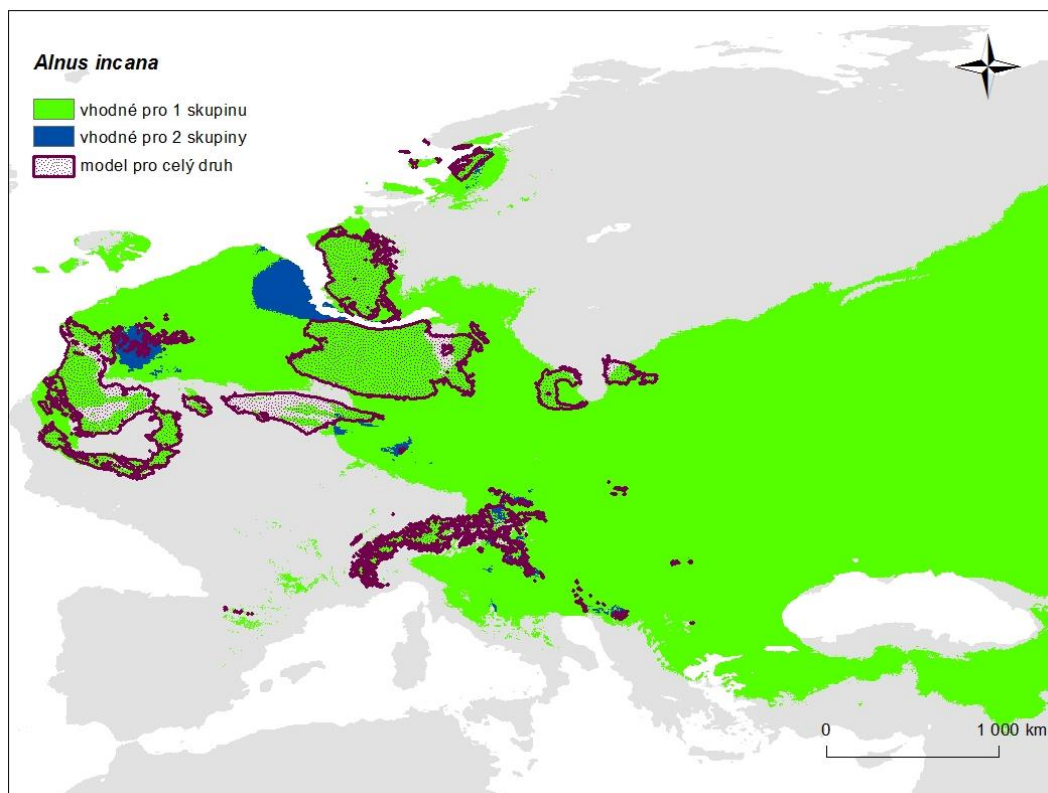 Alnus incana
vhodné pro 1 skupinu
vhodné pro 2 skupiny
model pro celý druh
0 1 000 km